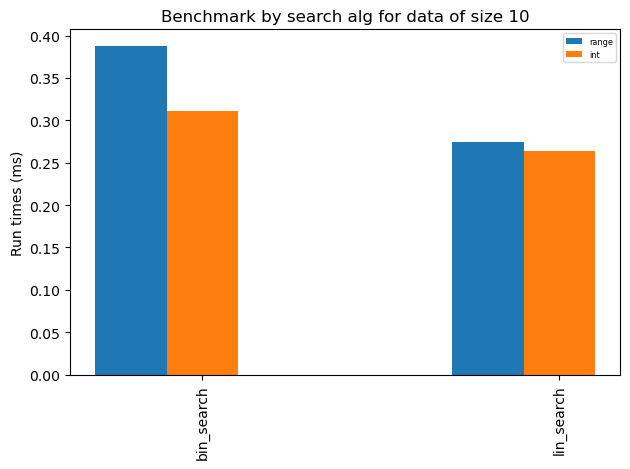 Benchmark by search alg for data of size 10
range
int
Run times (ms)
0.40
0.35
0.30
0.25
0.20
0.15
0.10
0.05
0.00
bin_search
lin_search